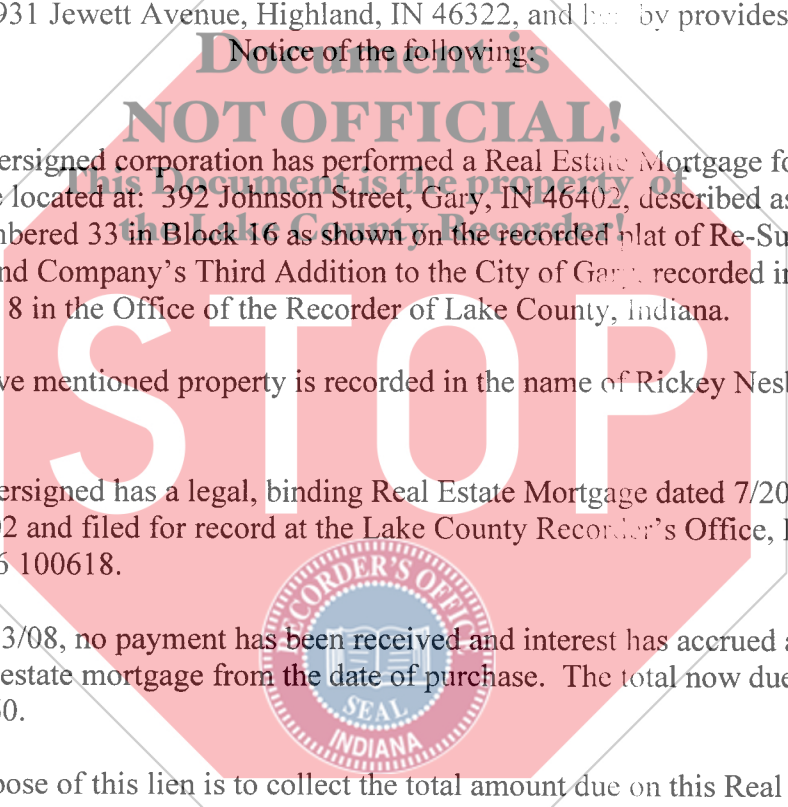 931 Jewett Avenue, Highland, IN 46322, and by provides
Document is
Notice of the following:
NOT OFFICIAL!
ersigned corporation has performed a Real Estate Mortgage fo
This Document is the property of
e located at: 392 Johnson Street, Gary, IN 46402, described as
the Lake County Recorder!
nbered 33 in Block 16 as shown on the recorded plat of Re-Su
nd Company's Third Addition to the City of Gary, recorded in
8 in the Office of the Recorder of Lake County, Indiana.
STOP
ve mentioned property is recorded in the name of Rickey Nesb
ersigned has a legal, binding Real Estate Mortgage dated 7/20
02 and filed for record at the Lake County Recorder's Office, I
6 100618.
RECORDER'S OFFICE
3/08, no payment has been received and interest has accrued a
estate mortgage from the date of purchase. The total now due
60.
SEAL
INDIANA
pose of this lien is to collect the total amount due on this Real